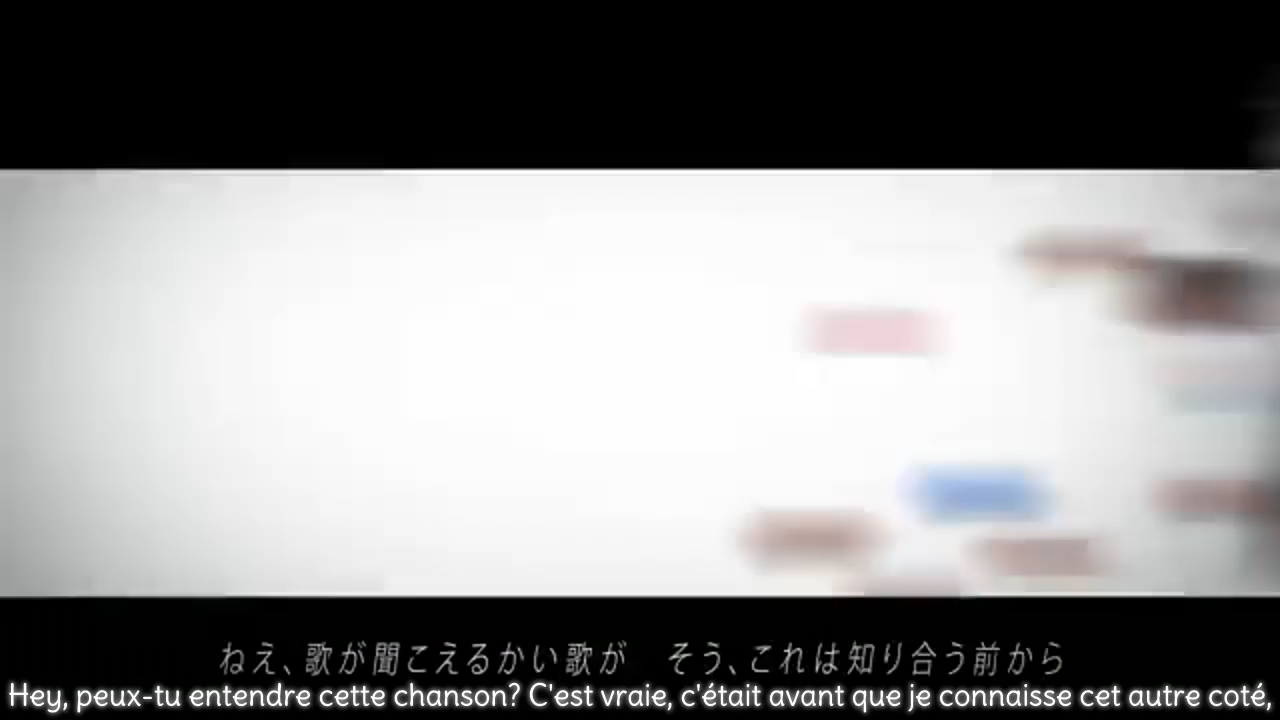 ねえ、歌が聞こえるかい歌が　そう、これは知り合う前から
Hey, peux-tu entendre cette chanson? C'est vraie, c'était avant que je connaisse cet autre coté,